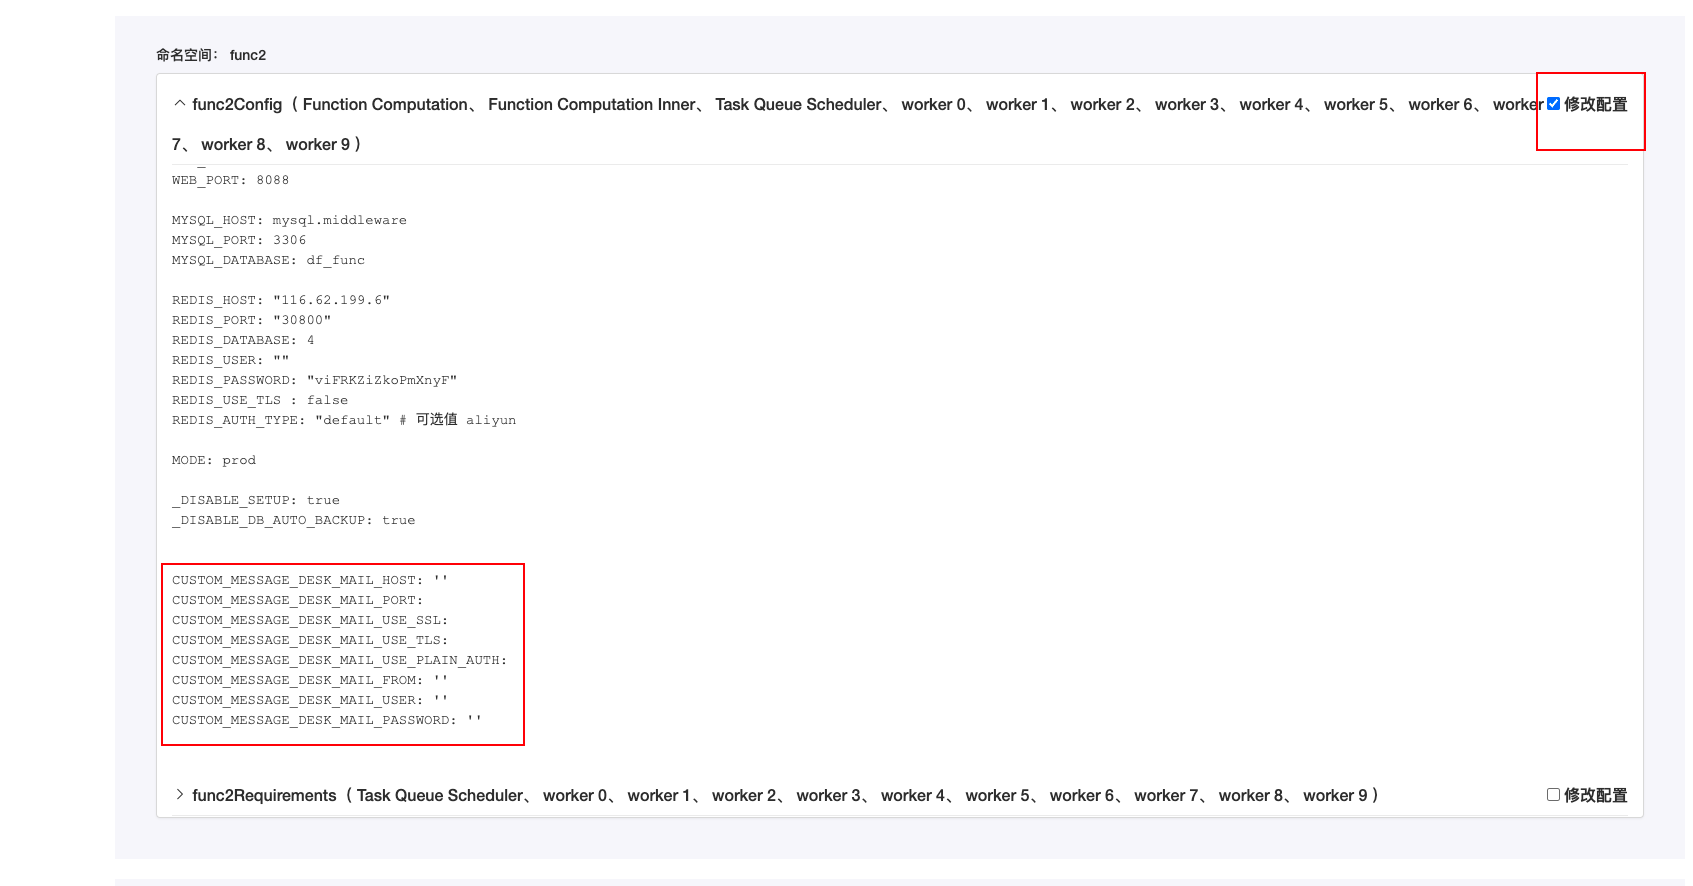 命名空间： func2
func2Config（ Function Computation、 Function Computation Inner、 Task Queue Scheduler、 worker 0、 worker 1、 worker 2、 worker 3、 worker 4、 worker 5、 worker 6、 worker 修改配置
7、 worker 8、 worker 9 ）
WEB_PORT: 8088
MYSQL_HOST: mysql.middleware
MYSQL_PORT: 3306
MYSQL_DATABASE: df_func
REDIS_HOST: "116.62.199.6"
REDIS_PORT: "30800"
REDIS_DATABASE: 4
REDIS_USER: ""
REDIS_PASSWORD: "viFRKZiZkoPmXnyF"
REDIS_USE_TLS : false
REDIS_AUTH_TYPE: "default" # 可选值 aliyun
MODE: prod
_DISABLE_SETUP: true
_DISABLE_DB_AUTO_BACKUP: true
CUSTOM_MESSAGE_DESK_MAIL_HOST: ''
CUSTOM_MESSAGE_DESK_MAIL_PORT:
CUSTOM_MESSAGE_DESK_MAIL_USE_SSL:
CUSTOM_MESSAGE_DESK_MAIL_USE_TLS:
CUSTOM_MESSAGE_DESK_MAIL_USE_PLAIN_AUTH:
CUSTOM_MESSAGE_DESK_MAIL_FROM: ''
CUSTOM_MESSAGE_DESK_MAIL_USER: ''
CUSTOM_MESSAGE_DESK_MAIL_PASSWORD: ''
func2Requirements（ Task Queue Scheduler、 worker 0、 worker 1、 worker 2、 worker 3、 worker 4、 worker 5、 worker 6、 worker 7、 worker 8、 worker 9 ） 修改配置